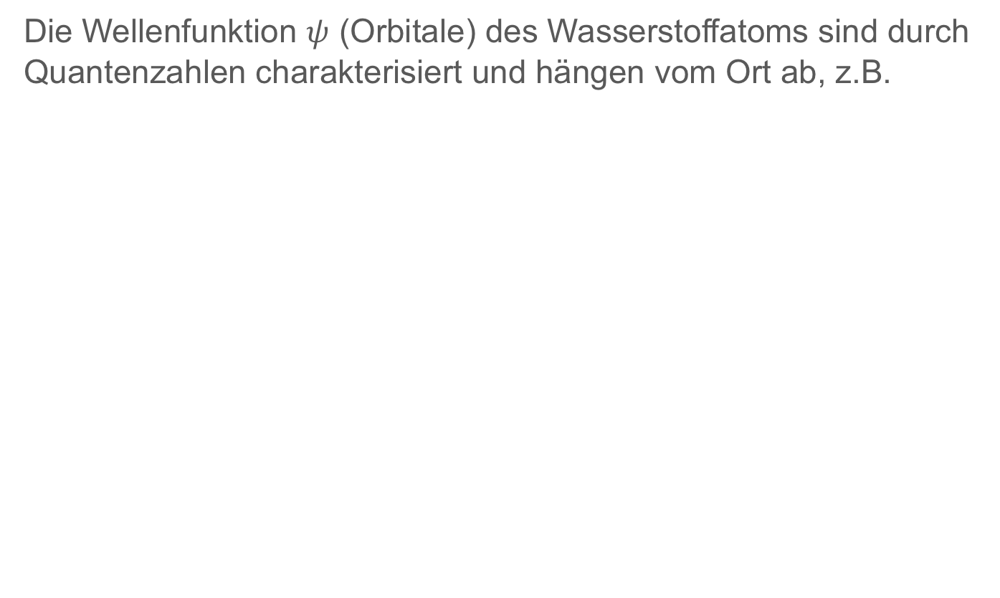 Die Wellenfunktion ψ (Orbitale) des Wasserstoffatoms sind durch
Quantenzahlen charakterisiert und hängen vom Ort ab, z.B.